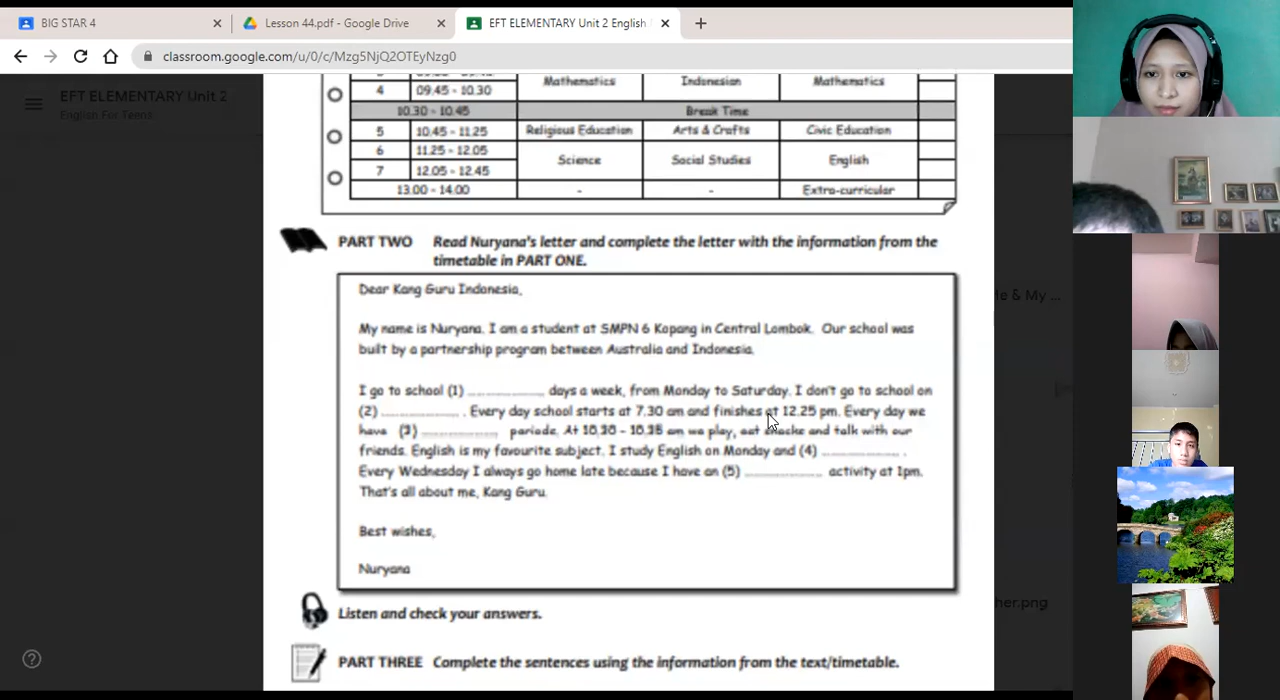 BIG STAR 4
Lesson 44.pdf - Google Drive
EFT ELEMENTARY Unit 2 English
classroom.google.com/u/0/c/Mzg5NjQ2OTEyNzg0
EFT ELEMENTARY Unit 2
English For Teens
Mathematics Indonesian Mathematics
4 09.45 - 10.30
10.30 - 10.45 Break Time
5 10.45 - 11.25 Religious Education Arts & Crafts Civic Education
6 11.25 - 12.05
Science Social Studies English
7 12.05 - 12.45
13.00 - 14.00 - - Extra-curricular
PART TWO Read Nuryana's letter and complete the letter with the information from the
timetable in PART ONE.
Dear Kang Guru Indonesia,
My name is Nuryana. I am a student at SMPN 6 Kopang in Central Lombok. Our school was
built by a partnership program between Australia and Indonesia.
I go to school (1) .................... days a week, from Monday to Saturday. I don't go to school on
(2) .................... . Every day school starts at 7.30 am and finishes at 12.25 pm. Every day we
have (3) .................... periods. At 10.30 - we play, eat snacks and talk with our
friends. English is my favourite subject. I study English on Monday and (4) .................... .
Every Wednesday I always go home late because I have an (5) .................... activity at 1pm.
That's all about me, Kang Guru.
Best wishes,
Nuryana
Listen and check your answers.
PART THREE Complete the sentences using the information from the text/timetable.
le & My ...
her.png